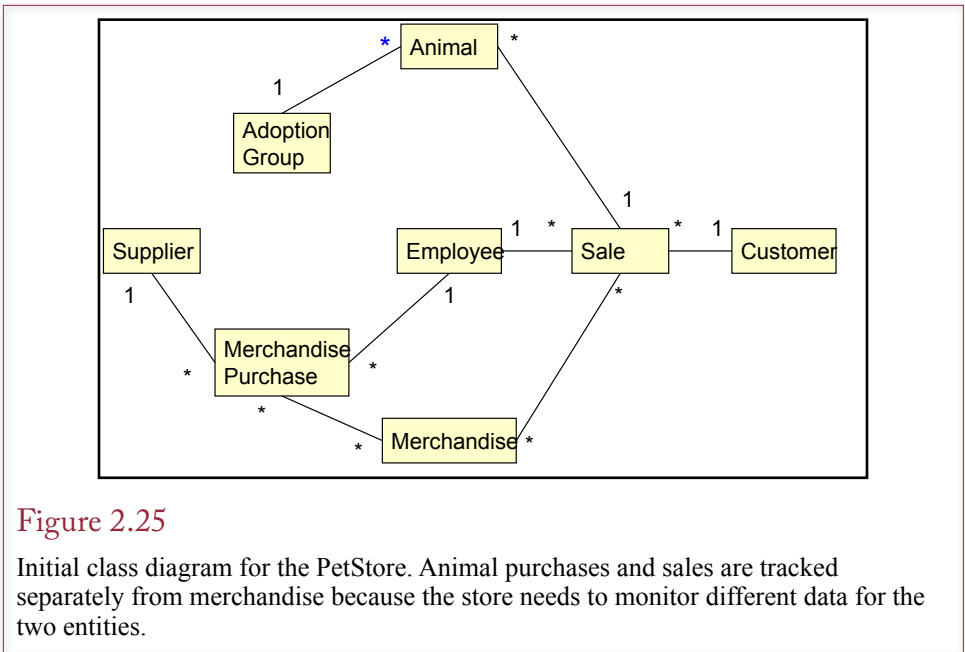 * Animal *
1
Adoption
Group
1
Supplier Employee 1 * Sale * 1 Customer
1 1 *
Merchandise
Purchase
* *
*
* Merchandise *
Figure 2.25
Initial class diagram for the PetStore. Animal purchases and sales are tracked
separately from merchandise because the store needs to monitor different data for the
two entities.